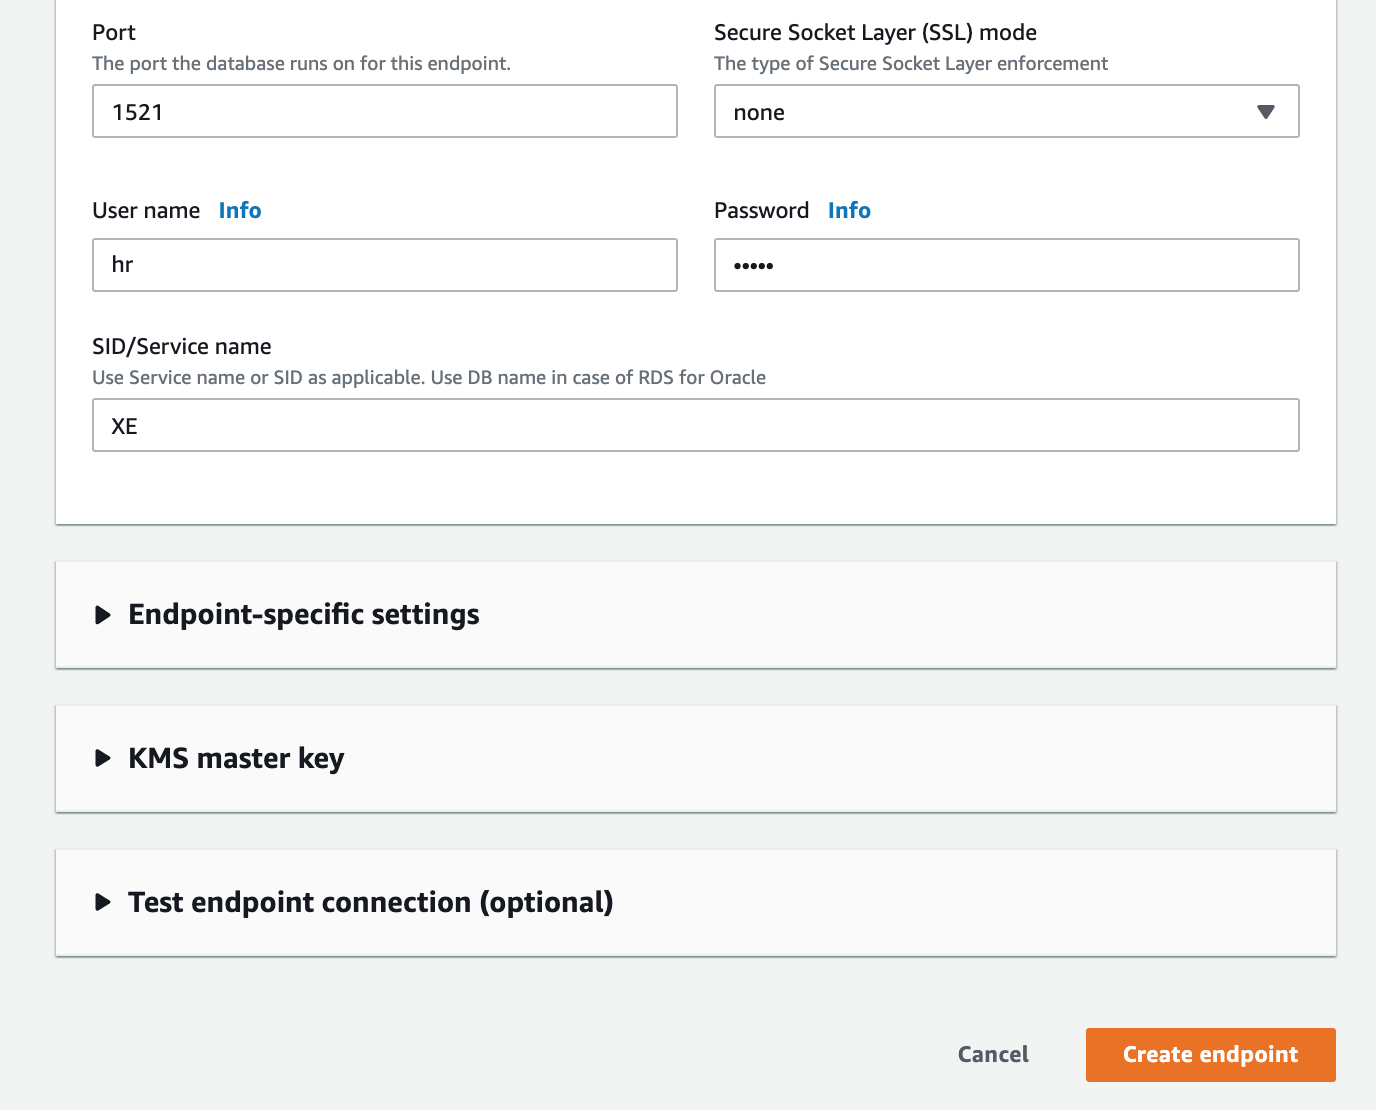 Port
The port the database runs on for this endpoint.
1521
Secure Socket Layer (SSL) mode
The type of Secure Socket Layer enforcement
none
User name Info
hr
Password Info
•••••
SID/Service name
Use Service name or SID as applicable. Use DB name in case of RDS for Oracle
XE
Endpoint-specific settings
KMS master key
Test endpoint connection (optional)
Cancel
Create endpoint